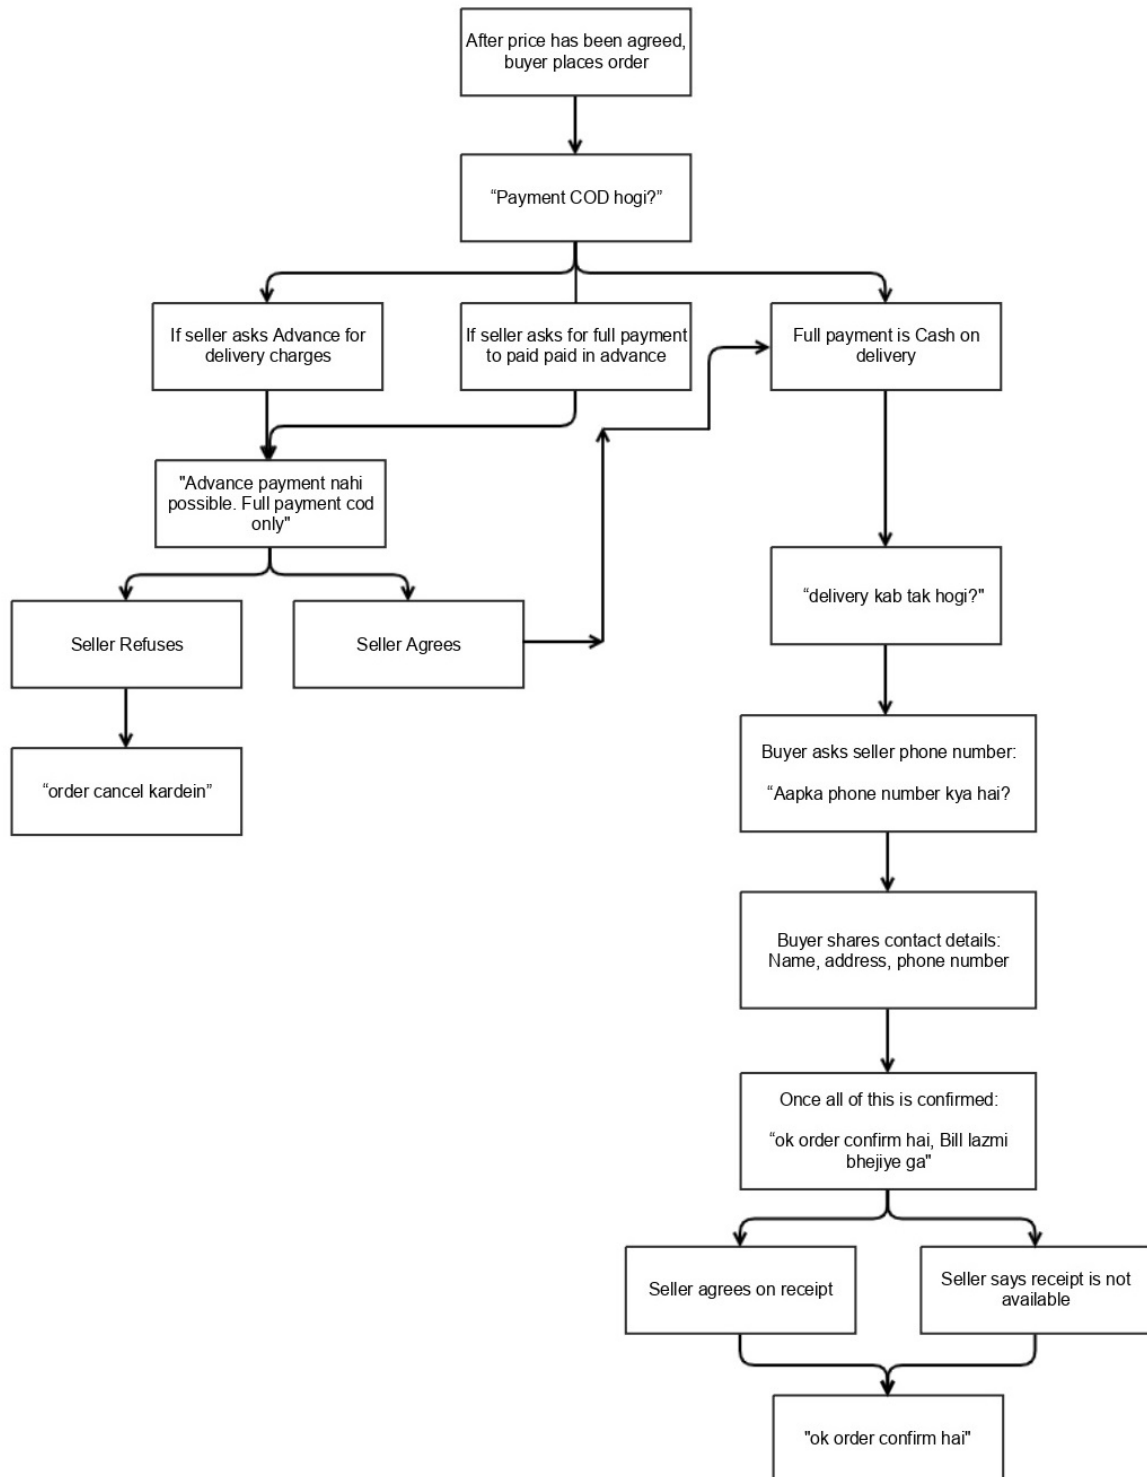 After price has been agreed,
buyer places order
“Payment COD hogi?”
If seller asks Advance for
delivery charges
If seller asks for full payment
to paid paid in advance
Full payment is Cash on
delivery
"Advance payment nahi
possible. Full payment cod
only"
Seller Refuses
Seller Agrees
“order cancel kardein”
“delivery kab tak hogi?"
Buyer asks seller phone number:
“Aapka phone number kya hai?
Buyer shares contact details:
Name, address, phone number
Once all of this is confirmed:
“ok order confirm hai, Bill lazmi
bhejiye ga"
Seller agrees on receipt
Seller says receipt is not
available
"ok order confirm hai"